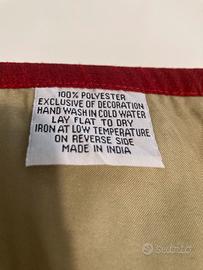 100% POLYESTER
EXCLUSIVE OF DECORATION
HAND WASH IN COLD WATER
LAY FLAT TO DRY
IRON AT LOW TEMPERATURE
ON REVERSE SIDE
MADE IN INDIA
subito